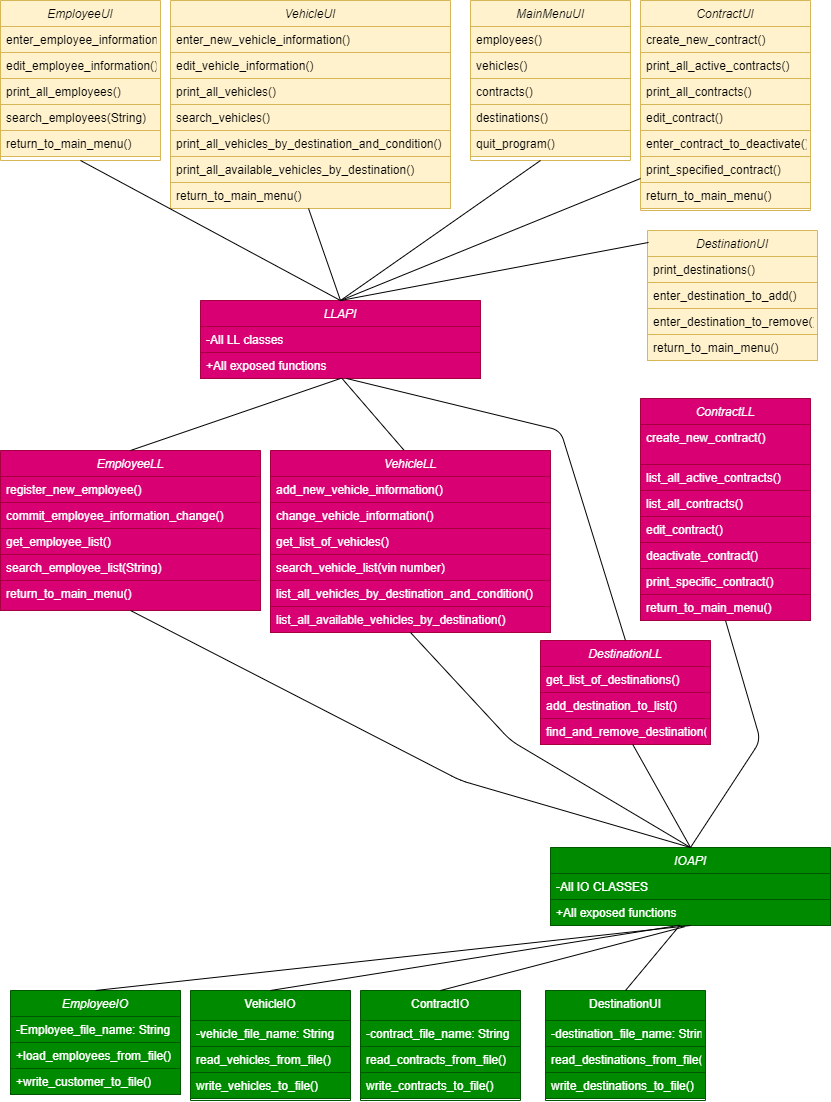 EmployeeUI
enter_employee_information
edit_employee_information()
print_all_employees()
search_employees(String)
return_to_main_menu()
VehicleUI
enter_new_vehicle_information()
edit_vehicle_information()
print_all_vehicles()
search_vehicles()
print_all_vehicles_by_destination_and_condition()
print_all_available_vehicles_by_destination()
return_to_main_menu()
MainMenuUI
employees()
vehicles()
contracts()
destinations()
quit_program()
ContractUI
create_new_contract()
print_all_active_contracts()
print_all_contracts()
edit_contract()
enter_contract_to_deactivate(
print_specified_contract()
return_to_main_menu()
DestinationUI
print_destinations()
enter_destination_to_add()
enter_destination_to_remove(
return_to_main_menu()
LLAPI
-All LL classes
+All exposed functions
EmployeeLL
register_new_employee()
commit_employee_information_change()
get_employee_list()
search_employee_list(String)
return_to_main_menu()
VehicleLL
add_new_vehicle_information()
change_vehicle_information()
get_list_of_vehicles()
search_vehicle_list(vin number)
list_all_vehicles_by_destination_and_condition()
list_all_available_vehicles_by_destination()
ContractLL
create_new_contract()
list_all_active_contracts()
list_all_contracts()
edit_contract()
deactivate_contract()
print_specific_contract()
return_to_main_menu()
DestinationLL
get_list_of_destinations()
add_destination_to_list()
find_and_remove_destination(
IOAPI
-All IO CLASSES
+All exposed functions
EmployeeIO
-Employee_file_name: String
+load_employees_from_file()
+write_customer_to_file()
VehicleIO
-vehicle_file_name: String
read_vehicles_from_file()
write_vehicles_to_file()
ContractIO
-contract_file_name: String
read_contracts_from_file()
write_contracts_to_file()
DestinationUI
-destination_file_name: Strin
read_destinations_from_file(
write_destinations_to_file()